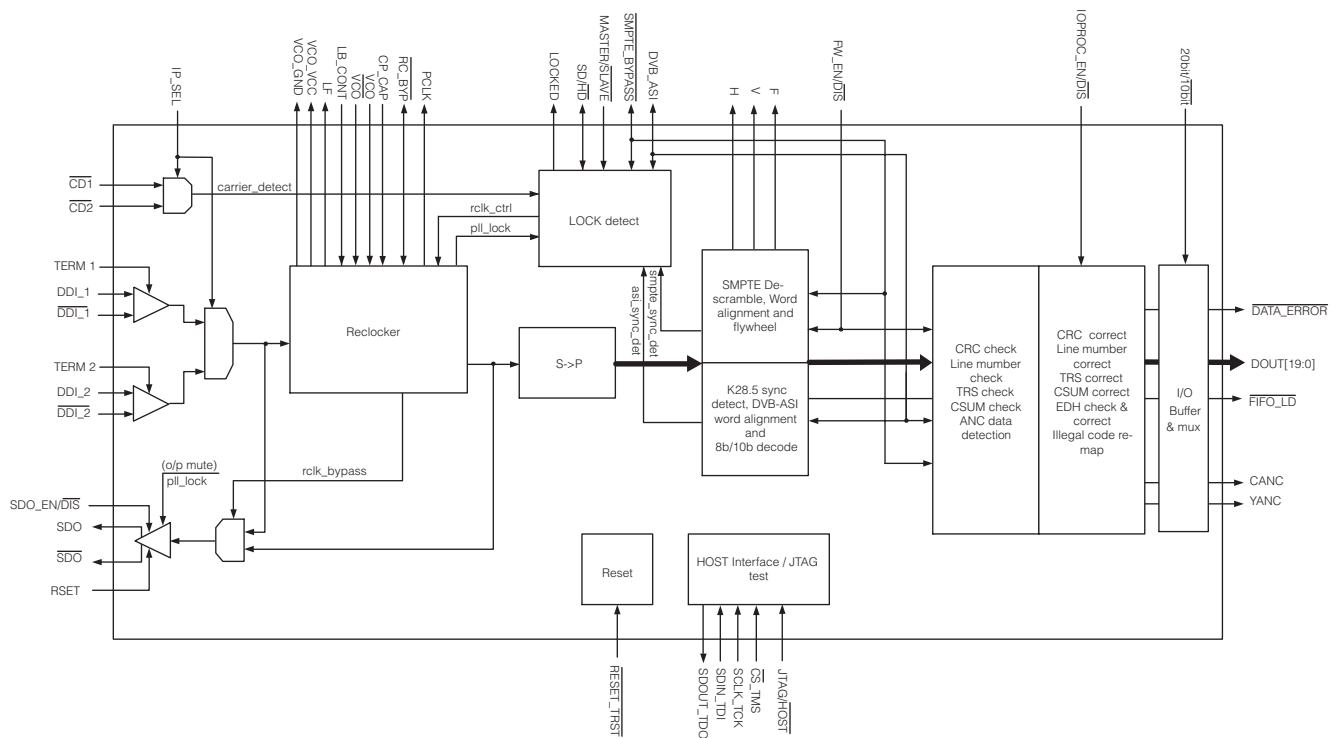 IP_SEL
VCO_GND
VCO_VCC
LF
LB_CONT
VCO
VCO
CP_CAP
RC_BYP
PCLK
LOCKED
SD/HD
MASTER/SLAVE
SMPTE_BYPASS
DVB_ASI
H
V
F
FW_EN/DIS
IOPROC_EN/DIS
20bit/10bit
CD1
CD2
carrier_detect
rclk_ctrl
pll_lock
LOCK detect
asi_sync_det
smpte_sync_det
TERM 1
DDI_1
DDI_1
TERM 2
DDI_2
DDI_2
Reclocker
S->P
SMPTE De-
scramble, Word
alignment and
flywheel
K28.5 sync
detect, DVB-ASI
word alignment
and
8b/10b decode
CRC check
Line number
check
TRS check
CSUM check
ANC data
detection
CRC correct
Line number
correct
TRS correct
CSUM correct
EDH check &
correct
Illegal code re-
map
I/O
Buffer
& mux
DATA_ERROR
DOUT[19:0]
FIFO_LD
CANC
YANC
rclk_bypass
(o/p mute)
pll_lock
SDO_EN/DIS
SDO
SDO
RSET
Reset
RESET_TRST
HOST Interface / JTAG
test
SDOUT_TDO
SDIN_TDI
SCLK_TCK
CS_TMS
JTAG/HOST